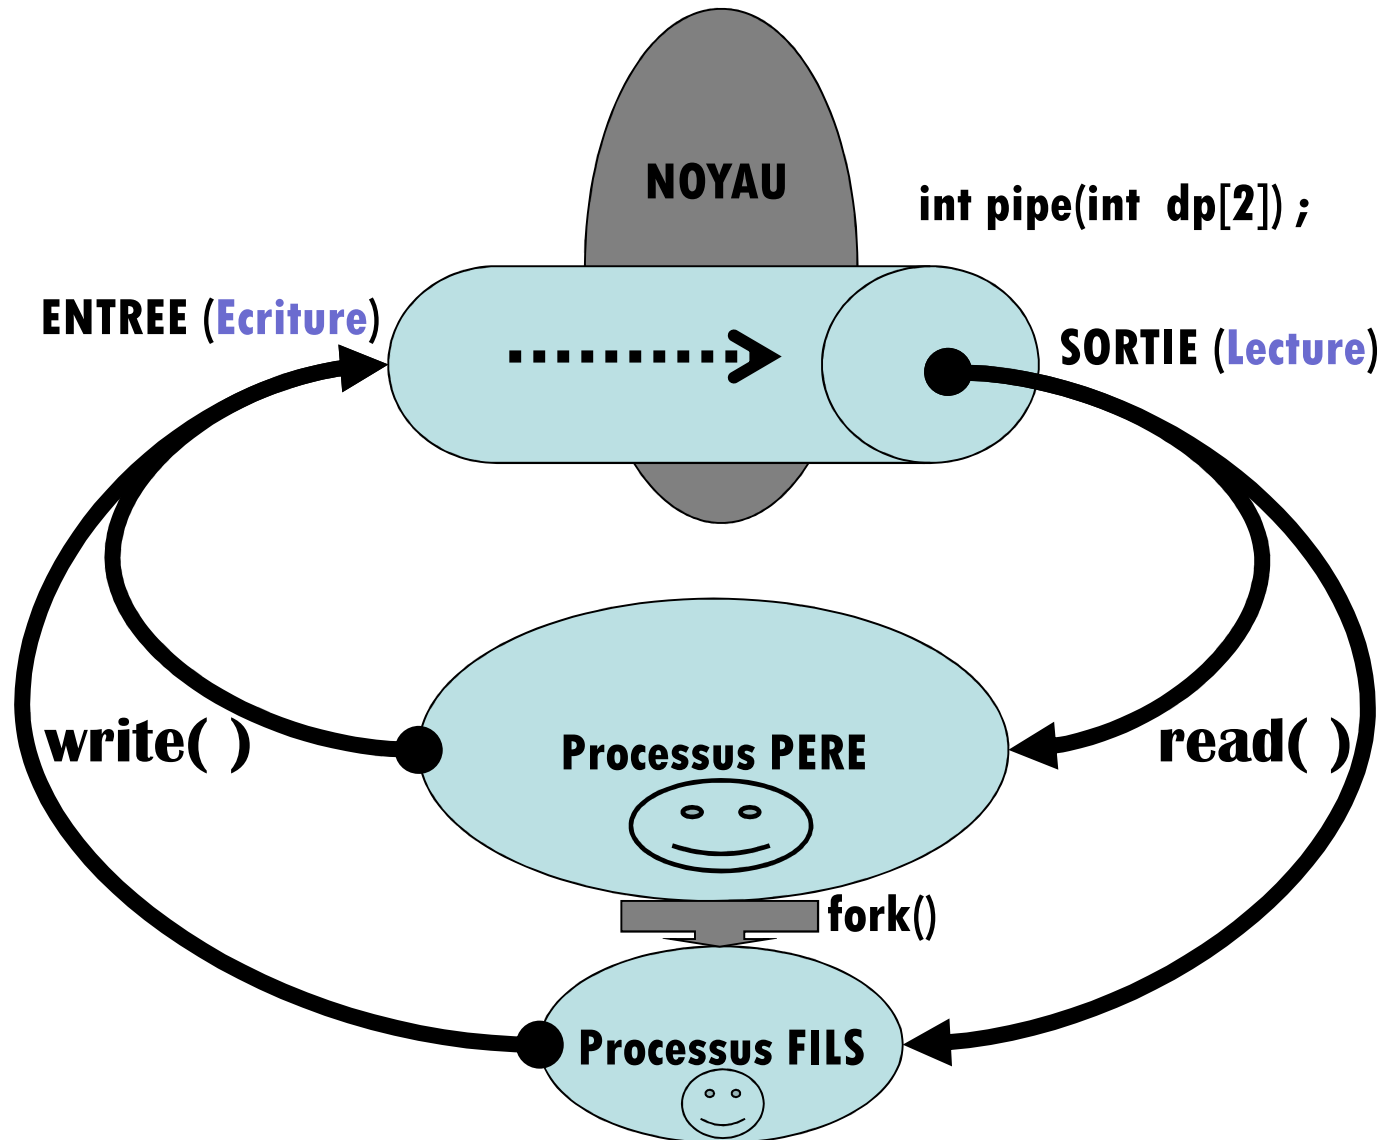 NOYAU
int pipe(int dp[2]) ;
ENTREE (Ecriture)
SORTIE (Lecture)
write( )
Processus PERE
read( )
fork()
Processus FILS